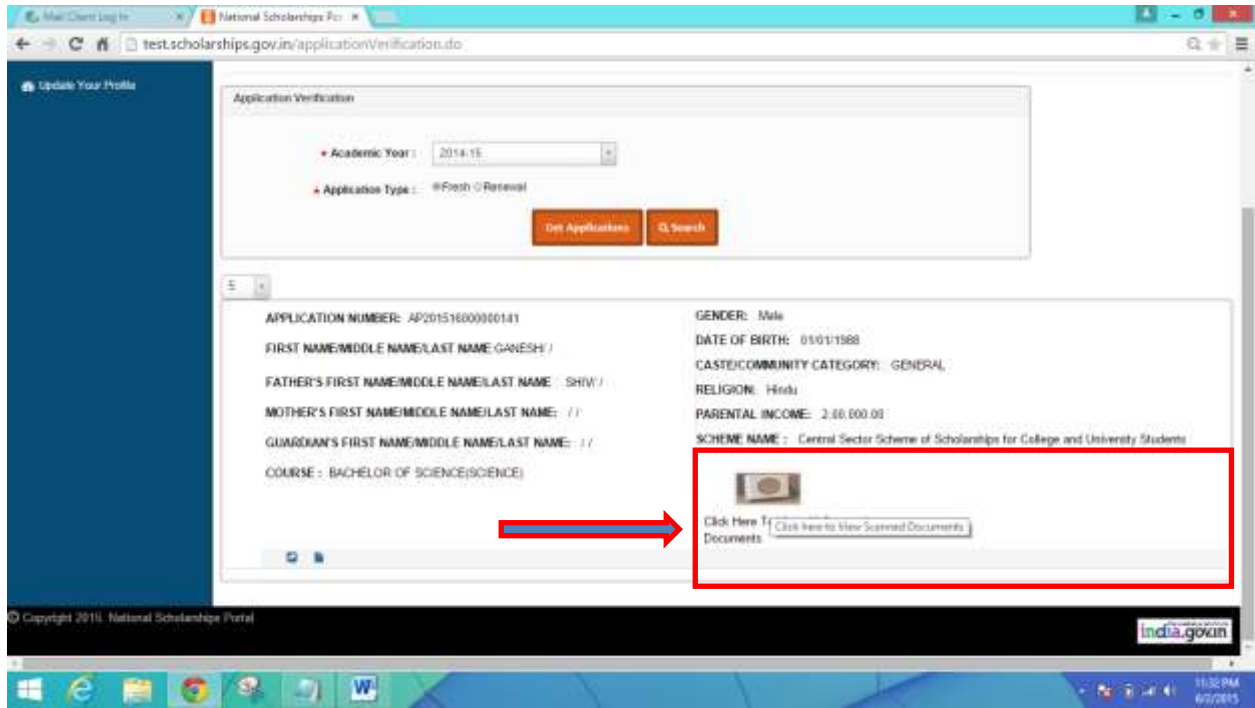 Mail Client Log In
National Scholarships Por
test.scholarships.gov.in/applicationVerification.do
Update Your Profile
Application Verification
* Academic Year : 2014-15
* Application Type : Fresh Renewal
Get Applications Search
5
APPLICATION NUMBER: AP201516000000141
FIRST NAME/MIDDLE NAME/LAST NAME GANESH/ /
FATHER'S FIRST NAME/MIDDLE NAME/LAST NAME : SHIV/ /
MOTHER'S FIRST NAME/MIDDLE NAME/LAST NAME: / /
GUARDIAN'S FIRST NAME/MIDDLE NAME/LAST NAME: / /
COURSE : BACHELOR OF SCIENCE(SCIENCE)
GENDER: Male
DATE OF BIRTH: 01/01/1988
CASTE/COMMUNITY CATEGORY: GENERAL
RELIGION: Hindu
PARENTAL INCOME: 2,00,000.00
SCHEME NAME : Central Sector Scheme of Scholarships for College and University Students
Click Here
Click here to View Scanned Documents
Documents
© Copyright 2015. National Scholarships Portal
india.gov.in
11:32 PM
6/2/2015